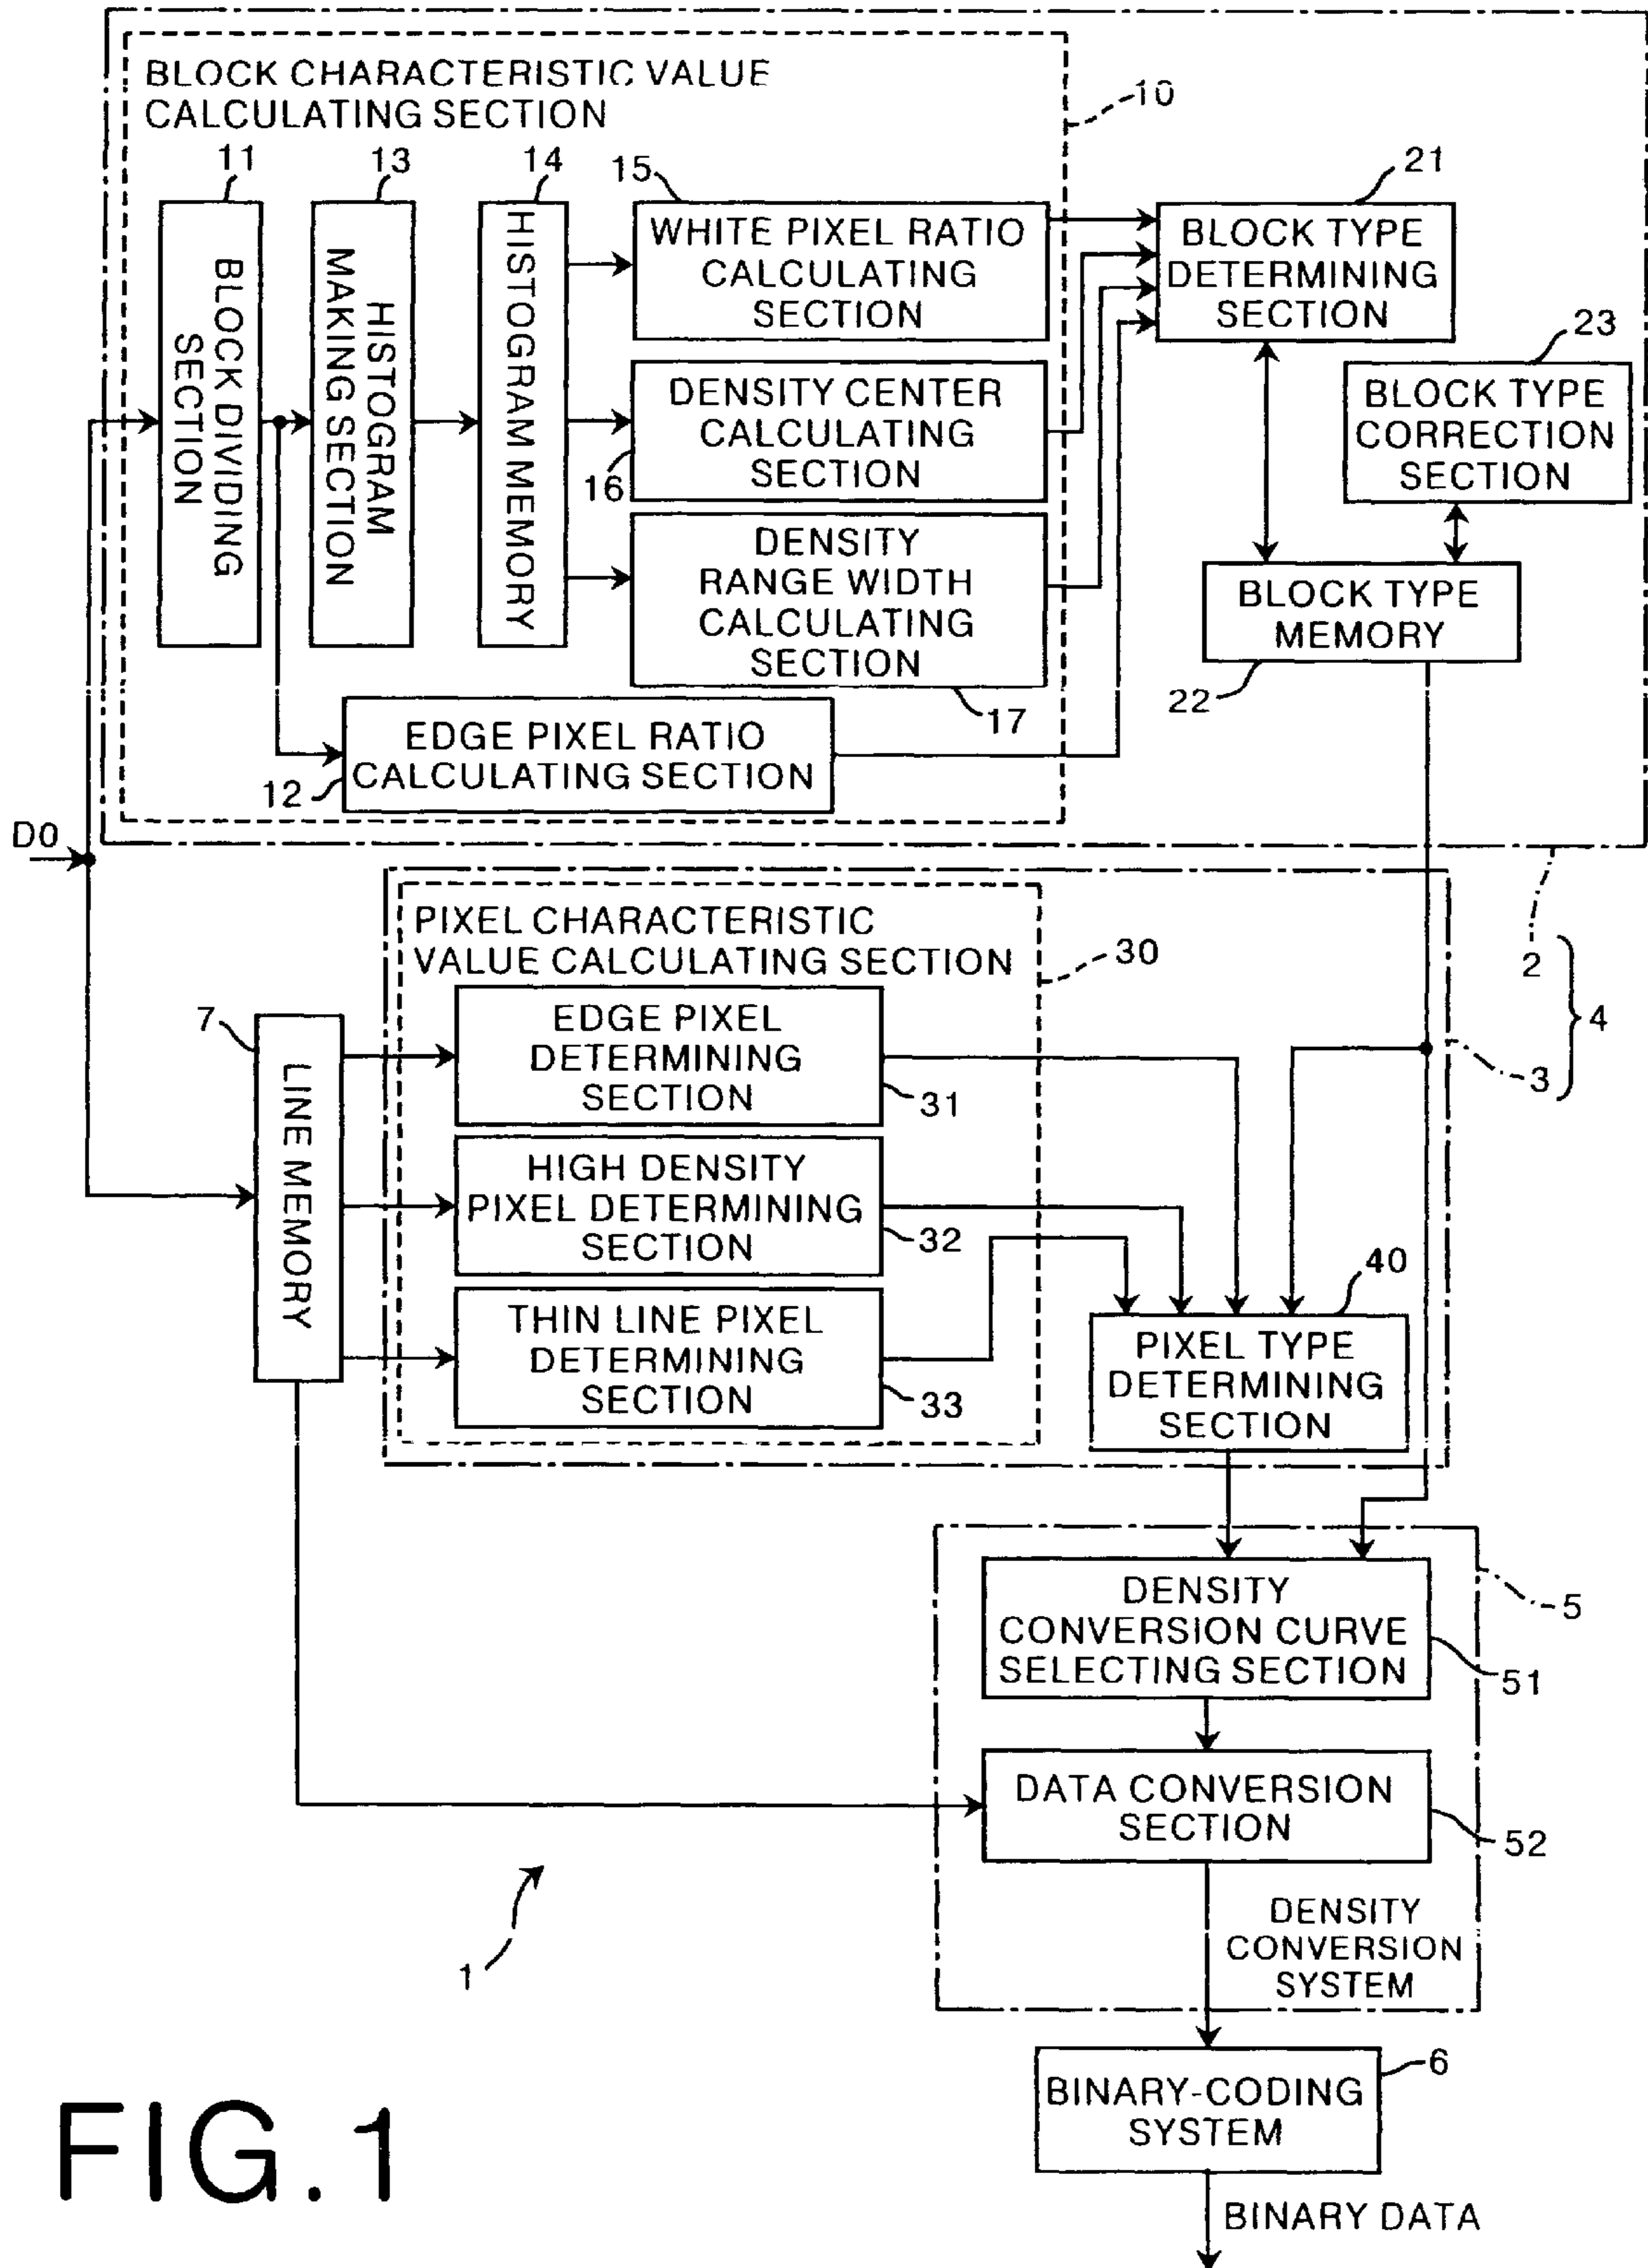 BLOCK CHARACTERISTIC VALUE
CALCULATING SECTION
10
11
13
14
15
21
BLOCK DIVIDING
SECTION
HISTOGRAM
MAKING SECTION
HISTOGRAM MEMORY
WHITE PIXEL RATIO
CALCULATING
SECTION
BLOCK TYPE
DETERMINING
SECTION
23
DENSITY CENTER
CALCULATING
SECTION
16
BLOCK TYPE
CORRECTION
SECTION
DENSITY
RANGE WIDTH
CALCULATING
SECTION
17
BLOCK TYPE
MEMORY
22
EDGE PIXEL RATIO
CALCULATING SECTION
12
D0
2
4
3
PIXEL CHARACTERISTIC
VALUE CALCULATING SECTION
30
7
LINE MEMORY
EDGE PIXEL
DETERMINING
SECTION
31
HIGH DENSITY
PIXEL DETERMINING
SECTION
32
THIN LINE PIXEL
DETERMINING
SECTION
33
40
PIXEL TYPE
DETERMINING
SECTION
5
DENSITY
CONVERSION CURVE
SELECTING SECTION
51
DATA CONVERSION
SECTION
52
DENSITY
CONVERSION
SYSTEM
1
6
BINARY-CODING
SYSTEM
BINARY DATA
FIG.1